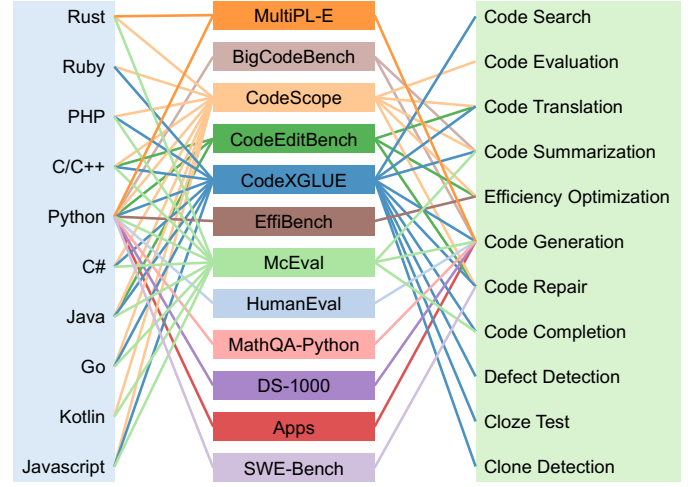 Rust
Ruby
PHP
C/C++
Python
C#
Java
Go
Kotlin
Javascript
MultiPL-E
BigCodeBench
CodeScope
CodeEditBench
CodeXGLUE
EffiBench
McEval
HumanEval
MathQA-Python
DS-1000
Apps
SWE-Bench
Code Search
Code Evaluation
Code Translation
Code Summarization
Efficiency Optimization
Code Generation
Code Repair
Code Completion
Defect Detection
Cloze Test
Clone Detection